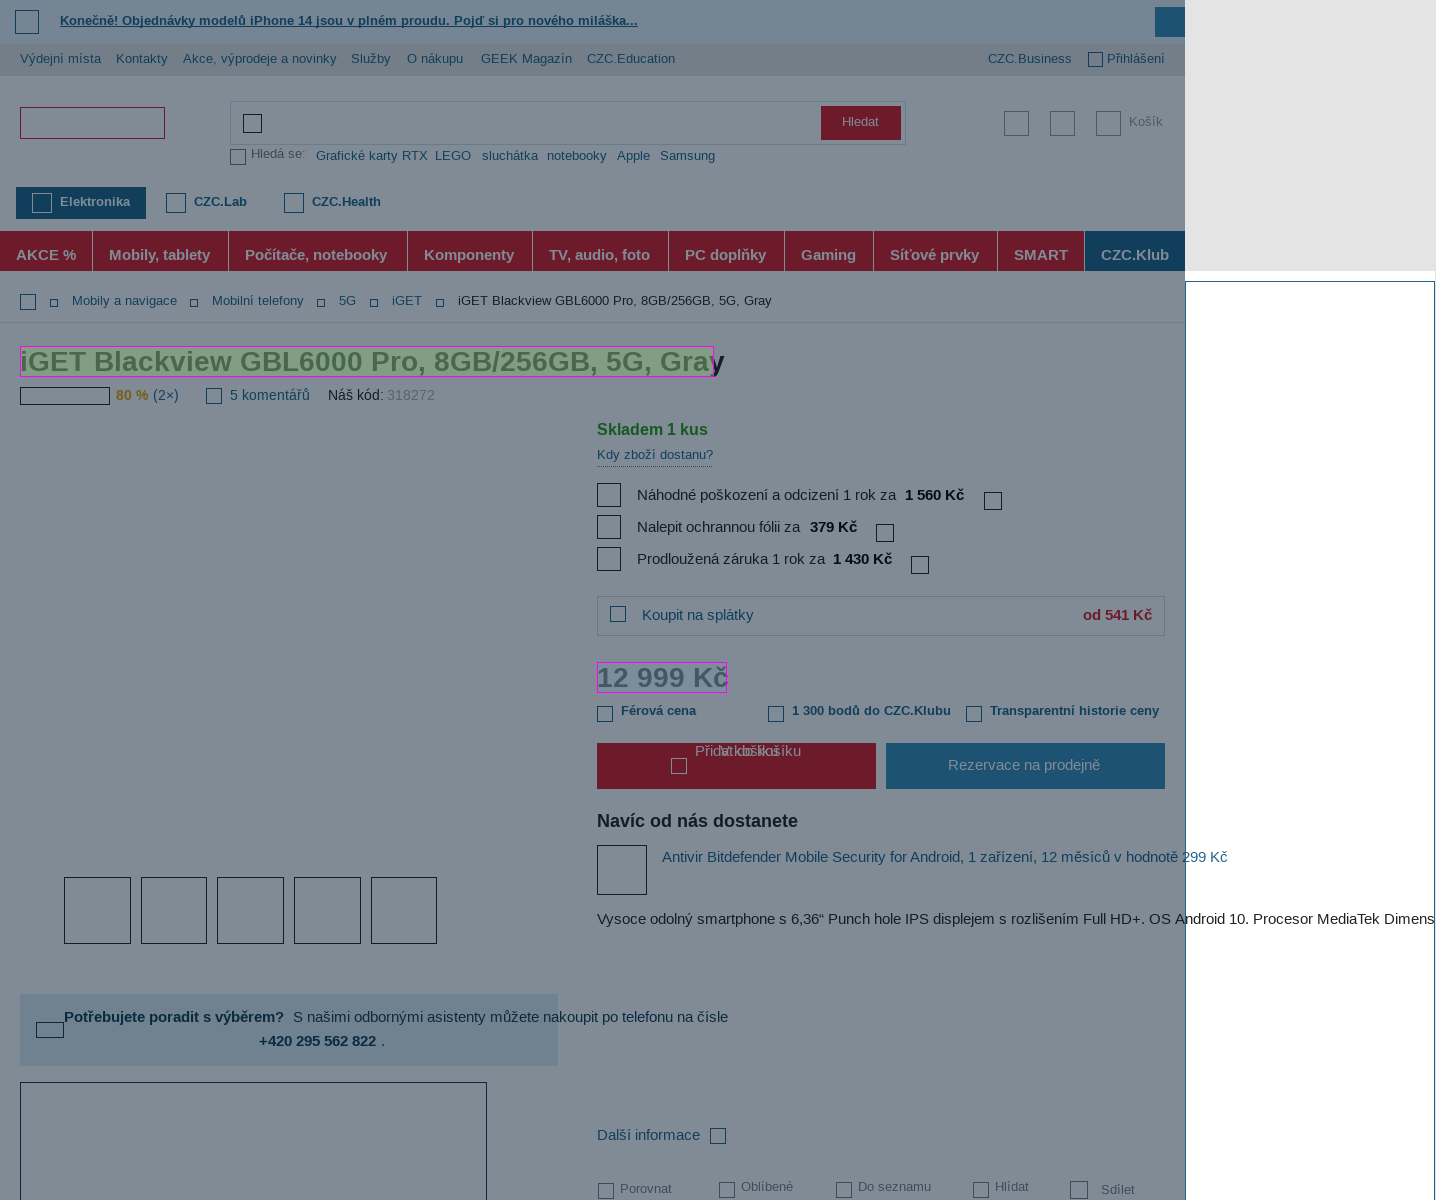 Konečně! Objednávky modelů iPhone 14 jsou v plném proudu. Pojď si pro nového miláška...
Výdejní místa Kontakty Akce, výprodeje a novinky Služby O nákupu GEEK Magazín CZC.Education CZC.Business Přihlášení
Hledat Košík
Hledá se: Grafické karty RTX LEGO sluchátka notebooky Apple Samsung
Elektronika CZC.Lab CZC.Health
AKCE % Mobily, tablety Počítače, notebooky Komponenty TV, audio, foto PC doplňky Gaming Síťové prvky SMART CZC.Klub
Mobily a navigace Mobilní telefony 5G iGET iGET Blackview GBL6000 Pro, 8GB/256GB, 5G, Gray
iGET Blackview GBL6000 Pro, 8GB/256GB, 5G, Gray
80 % (2×) 5 komentářů Náš kód: 318272
Skladem 1 kus
Kdy zboží dostanu?
Náhodné poškození a odcizení 1 rok za 1 560 Kč
Nalepit ochrannou fólii za 379 Kč
Prodloužená záruka 1 rok za 1 430 Kč
Koupit na splátky od 541 Kč
12 999 Kč
Férová cena 1 300 bodů do CZC.Klubu Transparentní historie ceny
Přidat do košíku V košíku Rezervace na prodejně
Navíc od nás dostanete
Antivir Bitdefender Mobile Security for Android, 1 zařízení, 12 měsíců v hodnotě 299 Kč
Vysoce odolný smartphone s 6,36“ Punch hole IPS displejem s rozlišením Full HD+. OS Android 10. Procesor MediaTek Dimens
Potřebujete poradit s výběrem? S našimi odbornými asistenty můžete nakoupit po telefonu na čísle
+420 295 562 822 .
Další informace
Porovnat Oblíbené Do seznamu Hlídat Sdílet